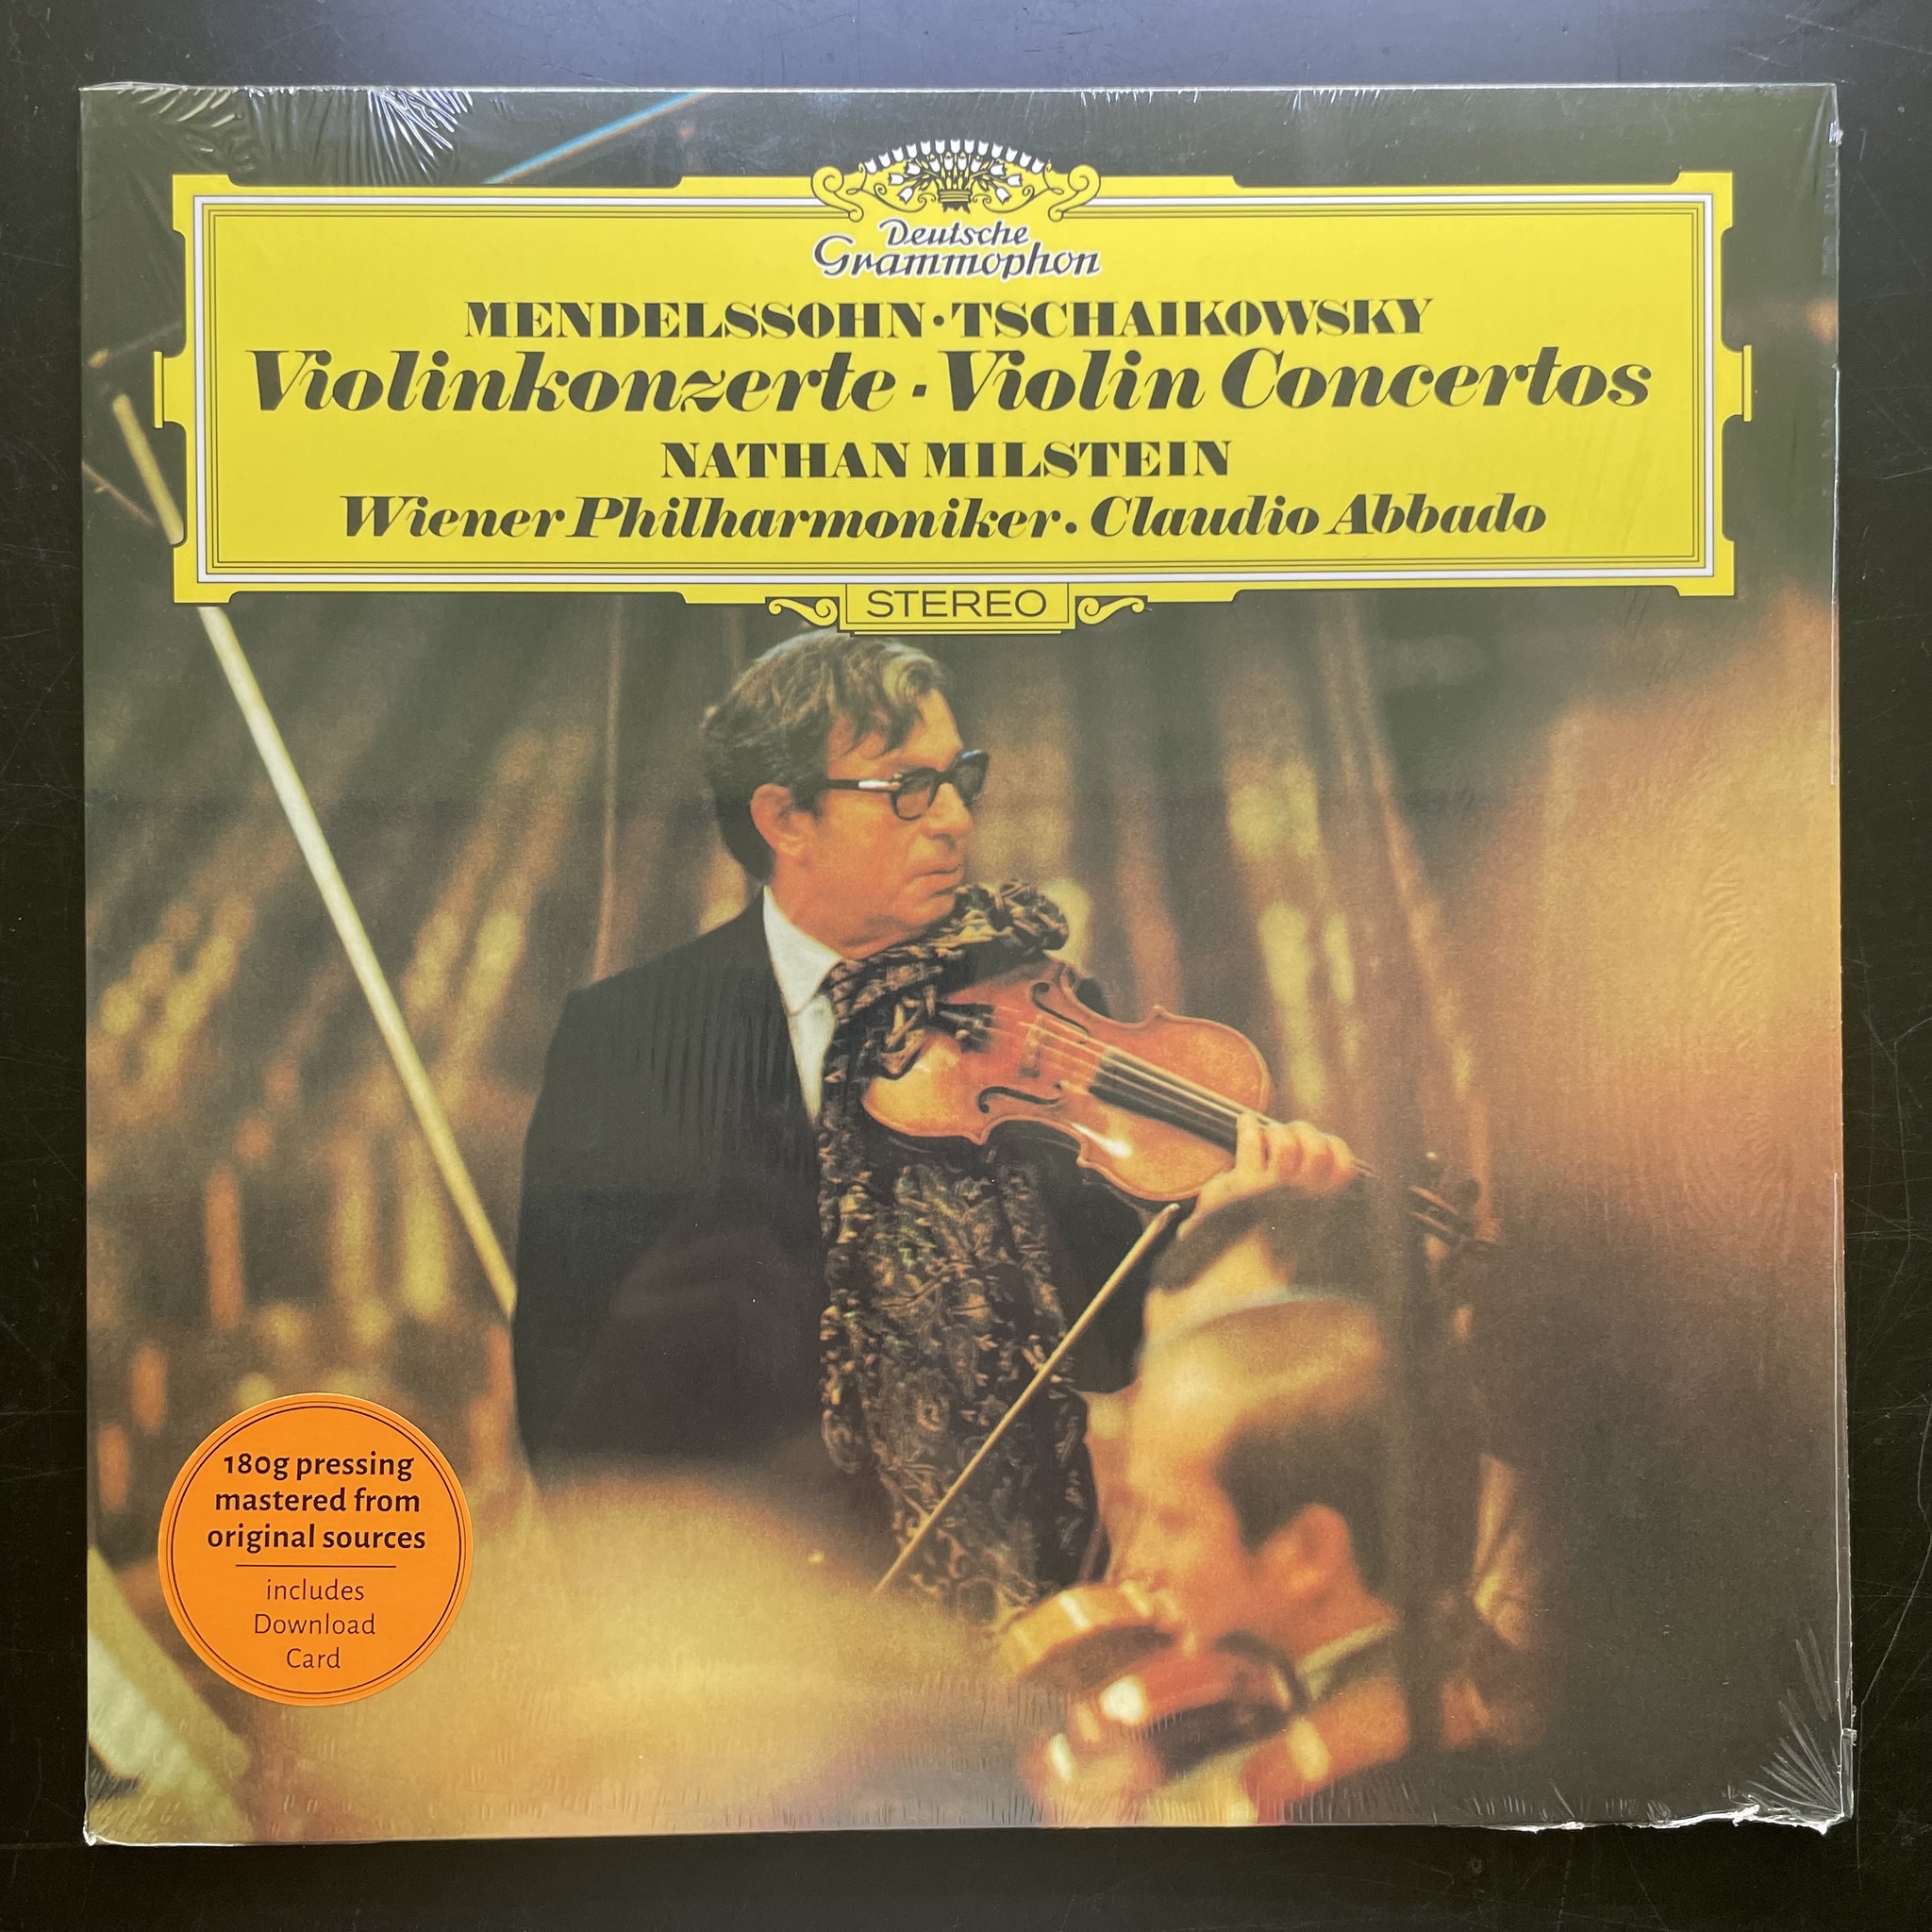 Deutsche
Grammophon
MENDELSSOHN·TSCHAIKOWSKY
Violinkonzerte·Violin Concertos
NATHAN MILSTEIN
Wiener Philharmoniker·Claudio Abbado
STEREO
180g pressing
mastered from
original sources
includes
Download
Card